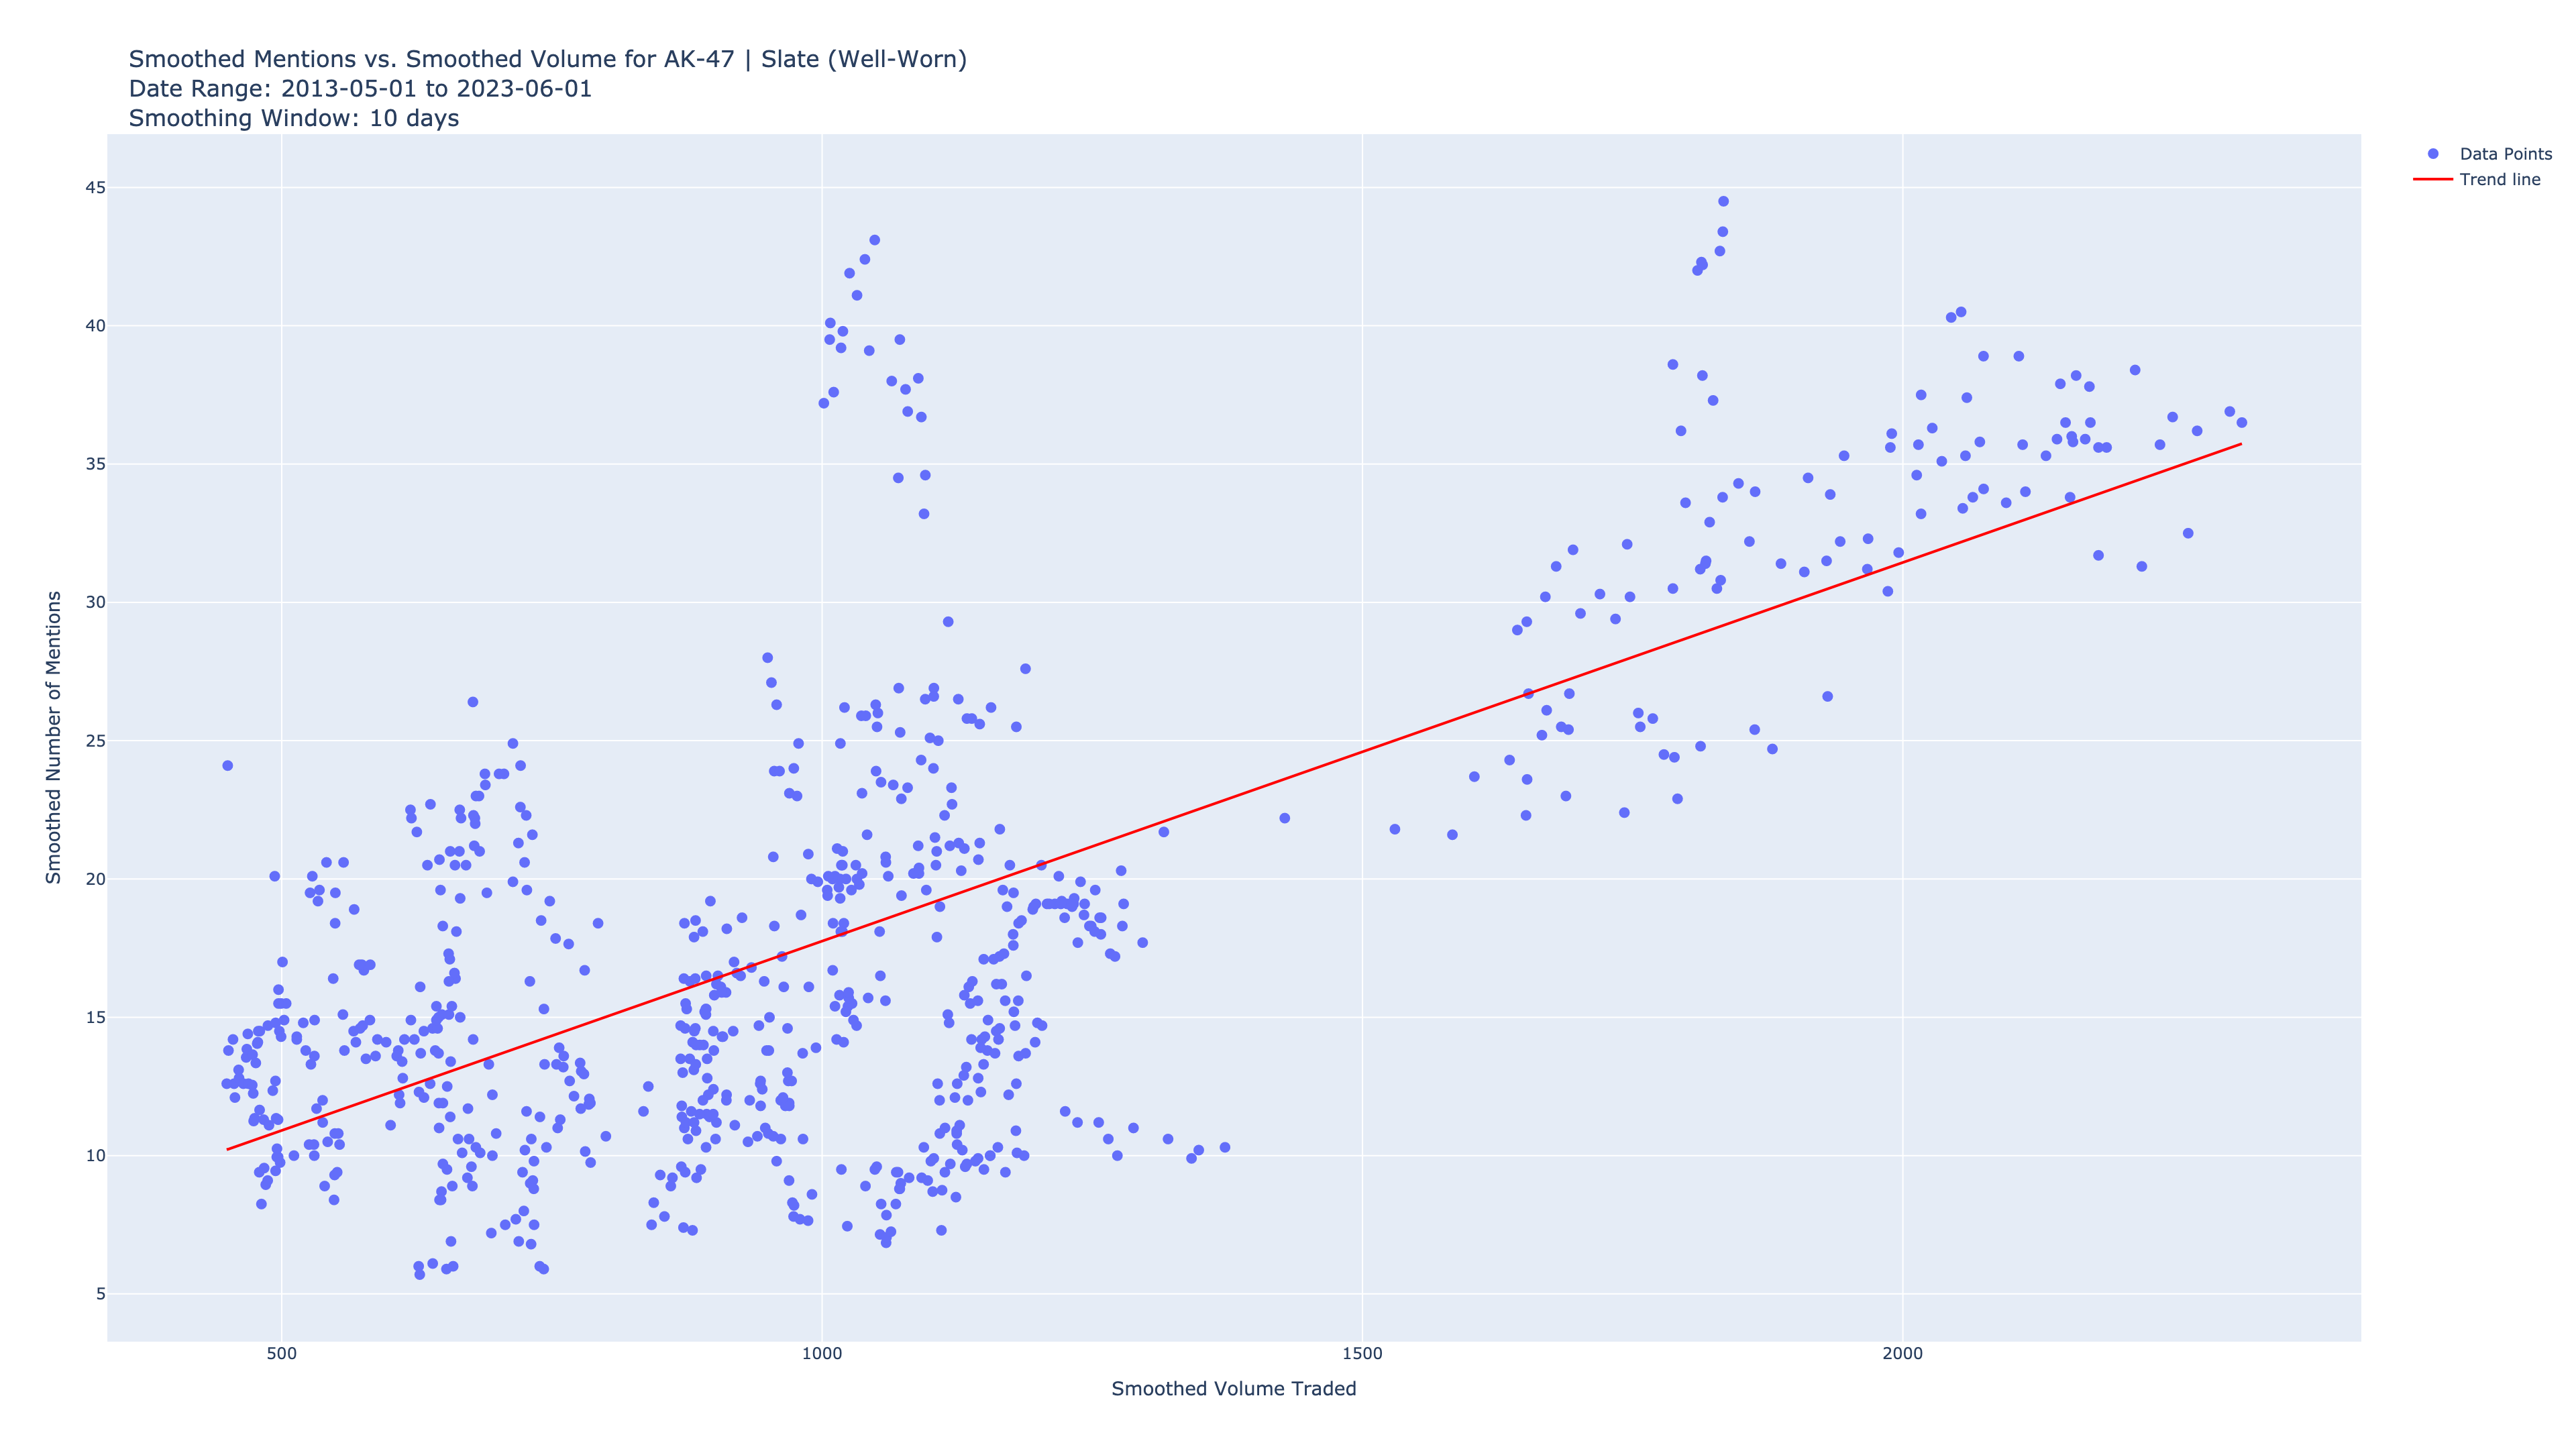 Smoothed Mentions vs. Smoothed Volume for AK-47 | Slate (Well-Worn)
Date Range: 2013-05-01 to 2023-06-01
Smoothing Window: 10 days
Data Points
Trend line
45
40
35
30
25
20
15
10
5
Smoothed Number of Mentions
500
1000
1500
2000
Smoothed Volume Traded